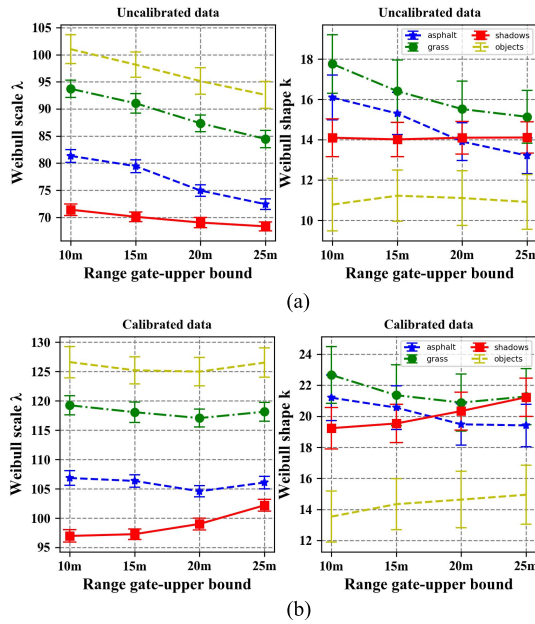 Uncalibrated data
Weibull scale λ
105
100
95
90
85
80
75
70
10m 15m 20m 25m
Range gate-upper bound
Uncalibrated data
asphalt shadows
grass objects
Weibull shape k
18
16
14
12
10
10m 15m 20m 25m
Range gate-upper bound
(a)
Calibrated data
Weibull scale λ
130
125
120
115
110
105
100
95
10m 15m 20m 25m
Range gate-upper bound
Calibrated data
asphalt shadows
grass objects
Weibull shape k
24
22
20
18
16
14
12
10m 15m 20m 25m
Range gate-upper bound
(b)